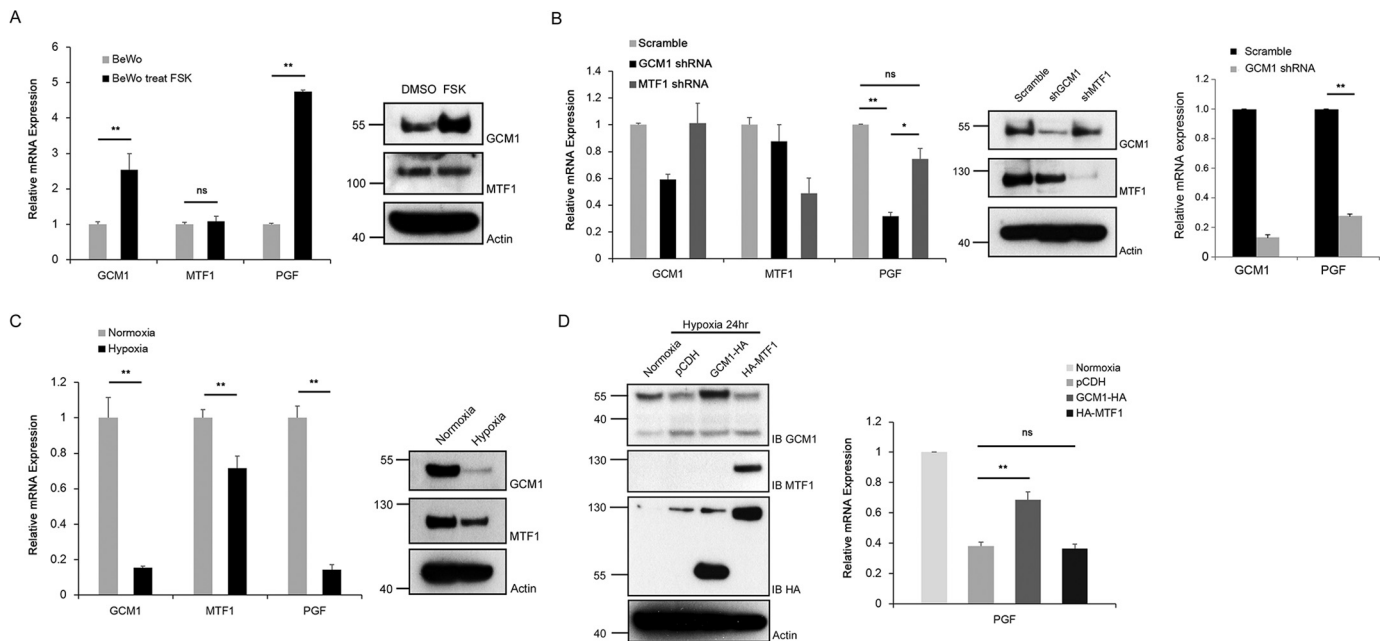 A
BeWo
BeWo treat FSK
Relative mRNA Expression
6
5
4
3
2
1
0
**
ns
**
GCM1
MTF1
PGF
DMSO FSK
55
GCM1
100
MTF1
40
Actin
B
Scramble
GCM1 shRNA
MTF1 shRNA
Relative mRNA Expression
1.2
1
0.8
0.6
0.4
0.2
0
ns
**
*
GCM1
MTF1
PGF
Scramble
shGCM1
shMTF1
55
GCM1
130
MTF1
40
Actin
Scramble
GCM1 shRNA
Relative mRNA expression
1.2
1
0.8
0.6
0.4
0.2
0
**
GCM1
PGF
C
Normoxia
Hypoxia
Relative mRNA Expression
1.2
1
0.8
0.6
0.4
0.2
0
**
**
**
GCM1
MTF1
PGF
Normoxia
Hypoxia
55
GCM1
130
MTF1
40
Actin
D
Hypoxia 24hr
Normoxia
pCDH
GCM1-HA
HA-MTF1
55
40
IB GCM1
130
IB MTF1
130
55
IB HA
40
Actin
Normoxia
pCDH
GCM1-HA
HA-MTF1
Relative mRNA Expression
1.2
1
0.8
0.6
0.4
0.2
0
ns
**
PGF